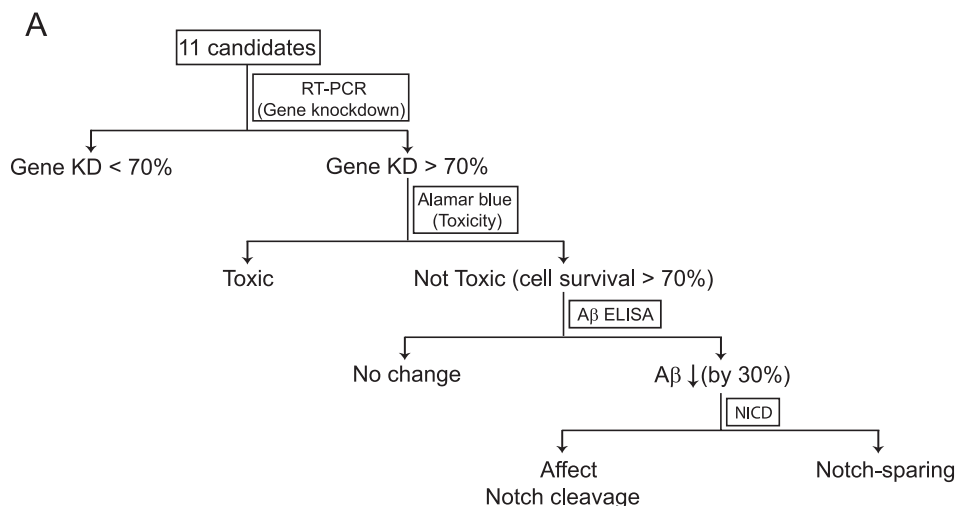 A
11 candidates
RT-PCR
(Gene knockdown)
Gene KD < 70%
Gene KD > 70%
Alamar blue
(Toxicity)
Toxic
Not Toxic (cell survival > 70%)
Aβ ELISA
No change
Aβ ↓ (by 30%)
NICD
Affect
Notch cleavage
Notch-sparing